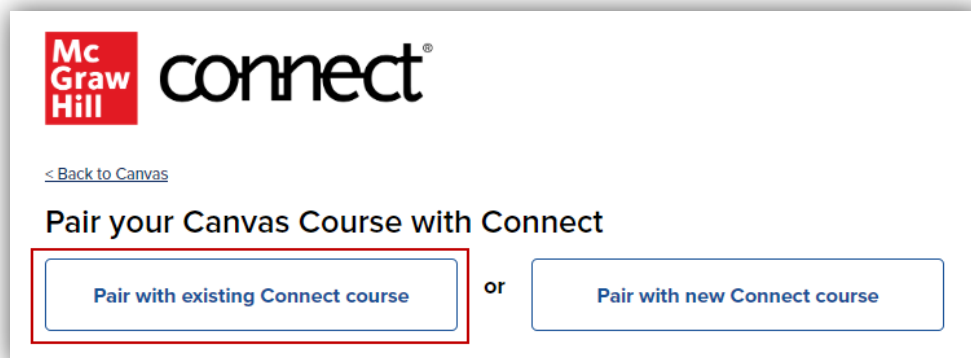 Mc
Graw
Hill
connect®
< Back to Canvas
Pair your Canvas Course with Connect
Pair with existing Connect course or Pair with new Connect course